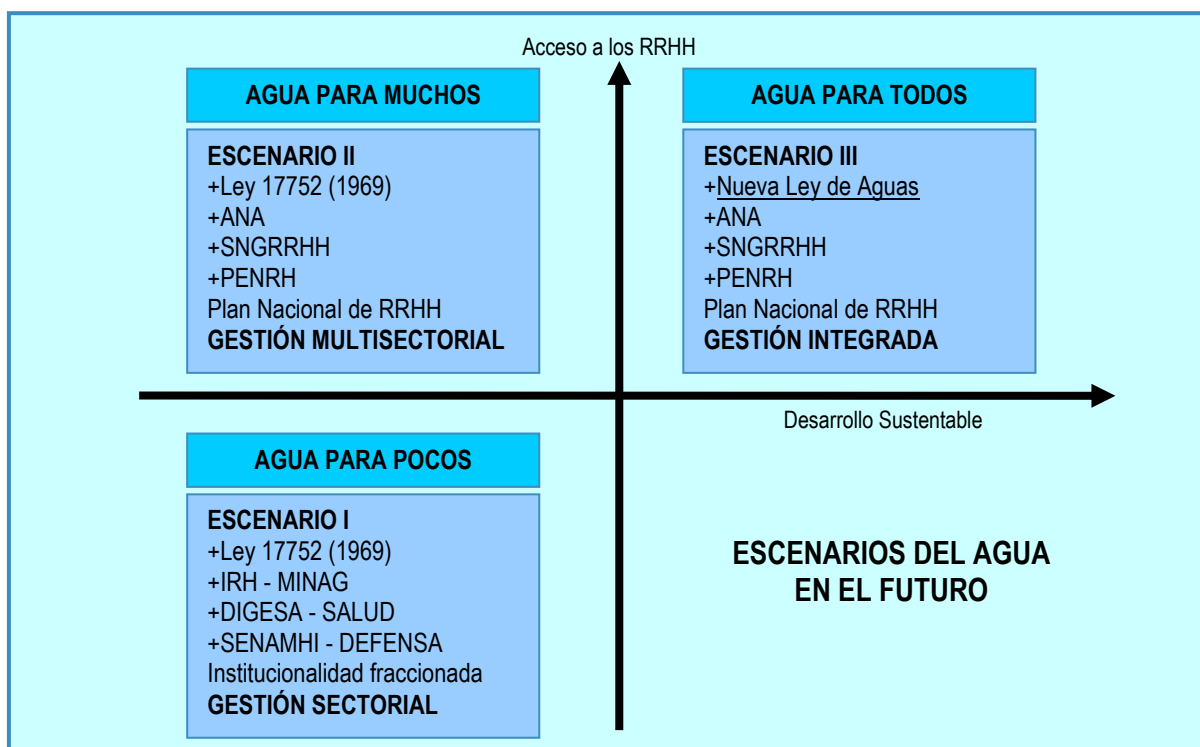 Acceso a los RRHH
AGUA PARA MUCHOS
ESCENARIO II
+Ley 17752 (1969)
+ANA
+SNGRRHH
+PENRH
Plan Nacional de RRHH
GESTIÓN MULTISECTORIAL
AGUA PARA TODOS
ESCENARIO III
+Nueva Ley de Aguas
+ANA
+SNGRRHH
+PENRH
Plan Nacional de RRHH
GESTIÓN INTEGRADA
Desarrollo Sustentable
AGUA PARA POCOS
ESCENARIO I
+Ley 17752 (1969)
+IRH - MINAG
+DIGESA - SALUD
+SENAMHI - DEFENSA
Institucionalidad fraccionada
GESTIÓN SECTORIAL
ESCENARIOS DEL AGUA
EN EL FUTURO